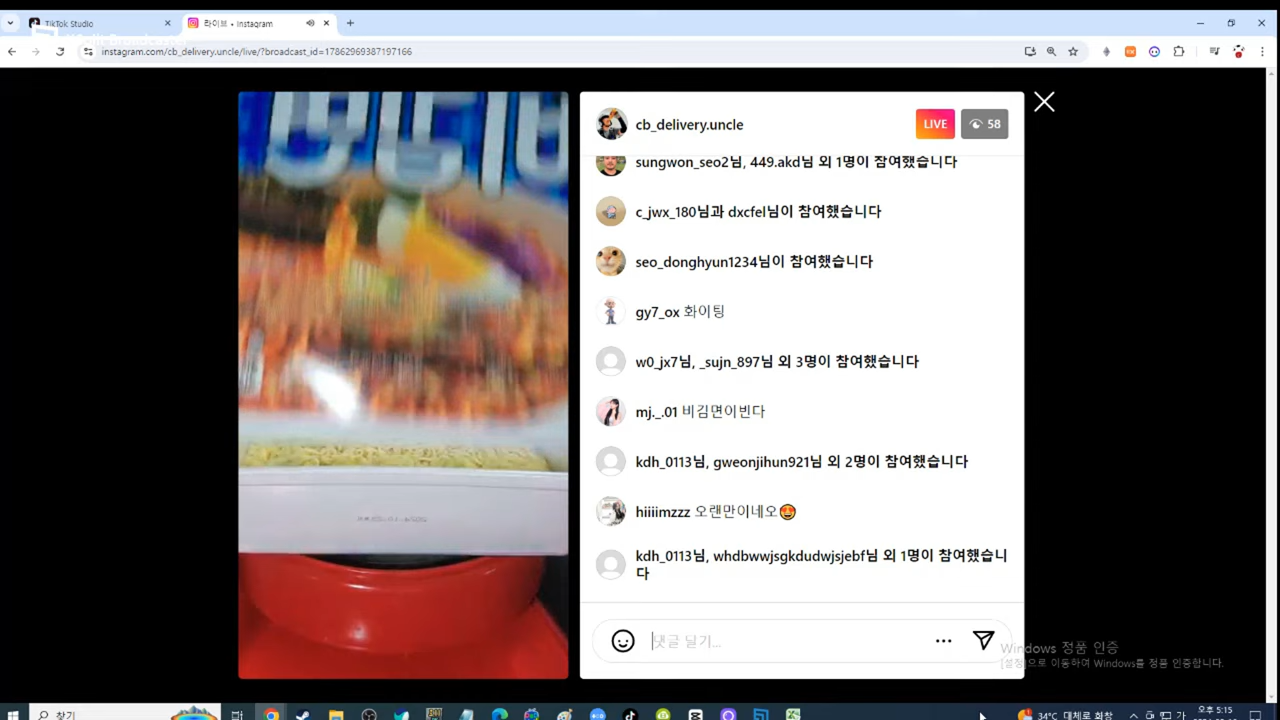 TikTok Studio
라이브 • Instagram
instagram.com/cb_delivery.uncle/live/?broadcast_id=17862969387197166
cb_delivery.uncle
LIVE
58
sungwon_seo2님, 449.akd님 외 1명이 참여했습니다
c_jwx_180님과 dxcfel님이 참여했습니다
seo_donghyun1234님이 참여했습니다
gy7_ox 화이팅
w0_jx7님, _sujn_897님 외 3명이 참여했습니다
mj._.01 비김면이빈다
kdh_0113님, gweonjihun921님 외 2명이 참여했습니다
hiiiimzzz 오랜만이네오😍
kdh_0113님, whdbwwjsgkdudwjsjebf님 외 1명이 참여했습니
다
댓글 달기...
Windows 정품 인증
[설정]으로 이동하여 Windows를 정품 인증합니다.
찾기
34°C 대체로 화창
오후 5:15